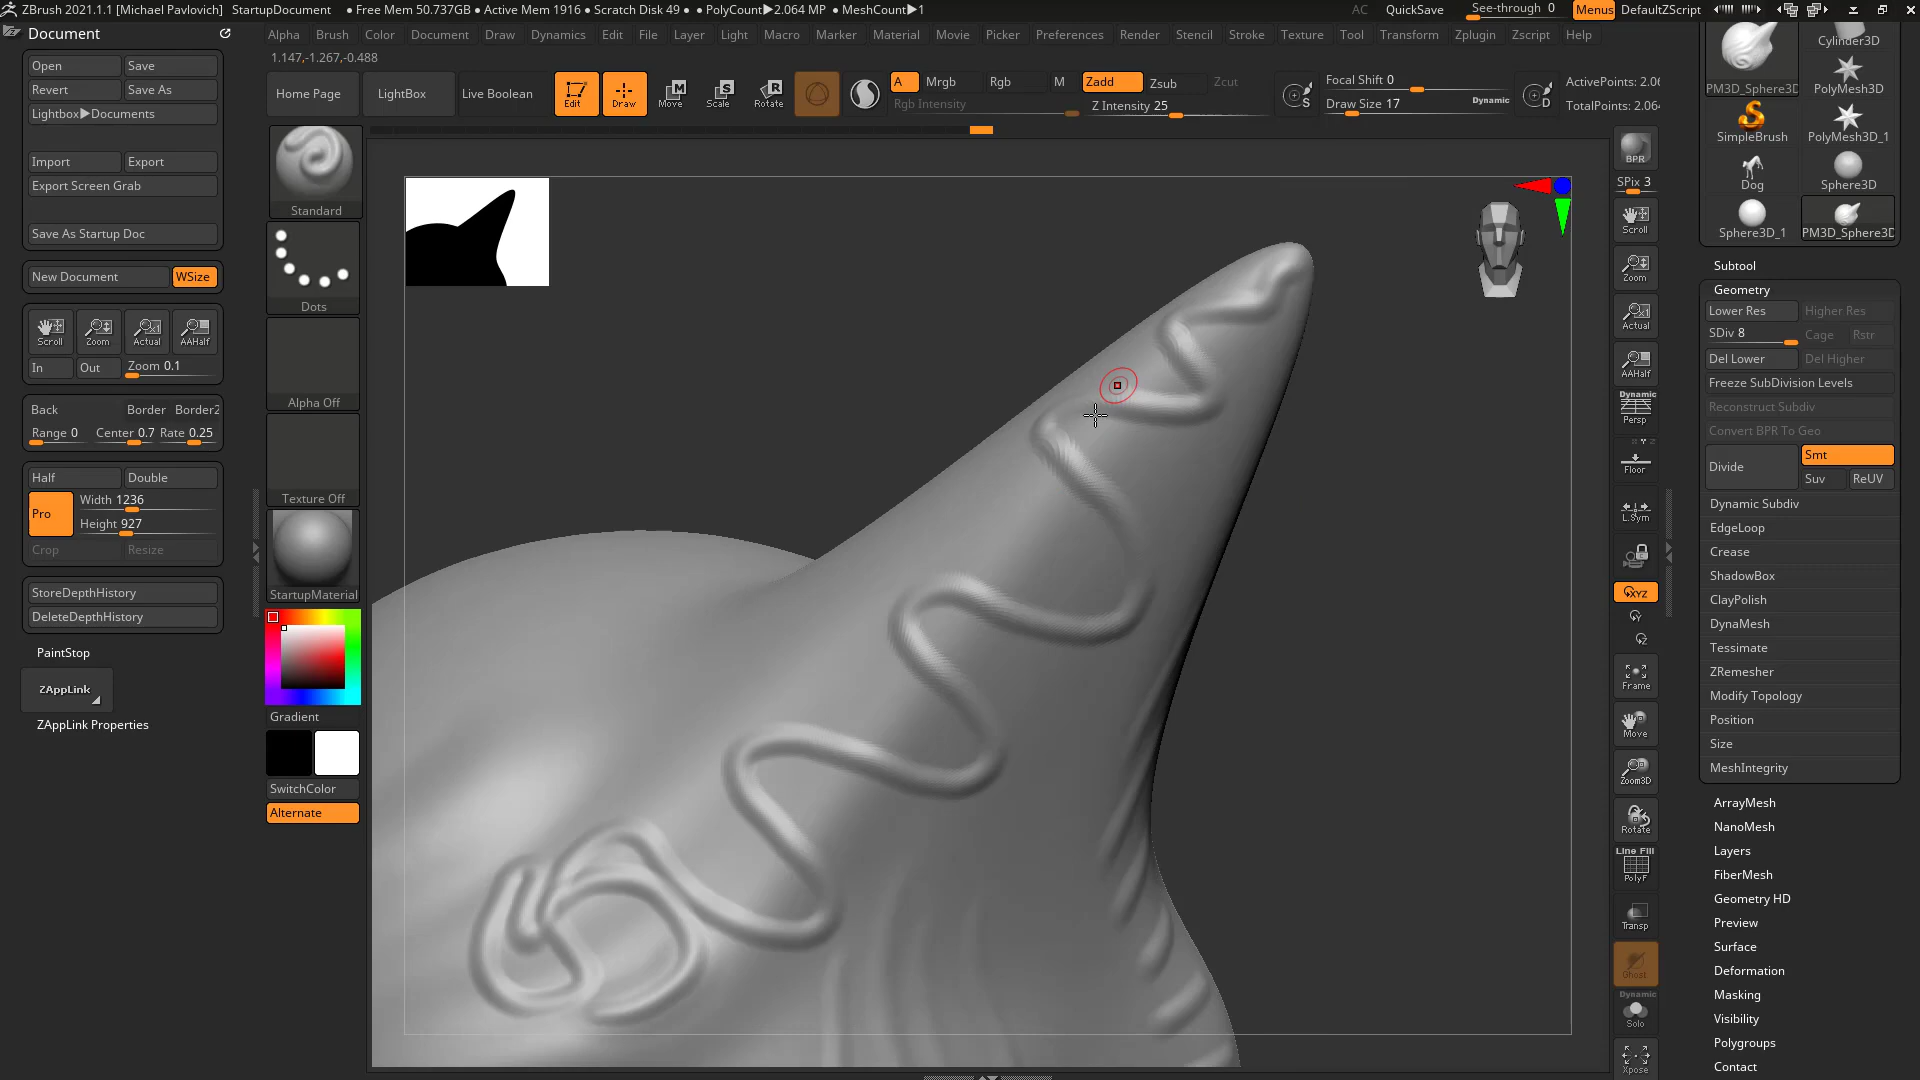 ZBrush 2021.1.1 [Michael Pavlovich] StartupDocument • Free Mem 50.737GB • Active Mem 1916 • Scratch Disk 49 • • PolyCount▶2.064 MP • MeshCount▶1 AC QuickSave See-through 0 Menus DefaultZScript
Document
Alpha Brush Color Document Draw Dynamics Edit File Layer Light Macro Marker Material Movie Picker Preferences Render Stencil Stroke Texture Tool Transform Zplugin Zscript Help
1.147,-1.267,-0.488
Home Page LightBox Live Boolean Edit Draw Move Scale Rotate
A Mrgb Rgb M Zadd Zsub Zcut
Rgb Intensity Z Intensity 25
Focal Shift 0
Draw Size 17 Dynamic
ActivePoints: 2.06
TotalPoints: 2.064
Open Save
Revert Save As
Lightbox▶Documents
Import Export
Export Screen Grab
Save As Startup Doc
New Document WSize
Scroll Zoom Actual AAHalf
In Out Zoom 0.1
Back Border Border2
Range 0 Center 0.7 Rate 0.25
Half Double
Pro Width 1236
Height 927
Crop Resize
StoreDepthHistory
DeleteDepthHistory
PaintStop
ZAppLink
ZAppLink Properties
Standard
Dots
Alpha Off
Texture Off
StartupMaterial
Gradient
SwitchColor
Alternate
BPR
SPix 3
Scroll
Zoom
Actual
AAHalf
Dynamic
Persp
Floor
L.Sym
XYZ
Y
Z
Frame
Move
Zoom3D
Rotate
Line Fill
PolyF
Transp
Ghost
Dynamic
Solo
Xpose
Cylinder3D
PM3D_Sphere3D PolyMesh3D
SimpleBrush PolyMesh3D_1
Dog Sphere3D
Sphere3D_1 PM3D_Sphere3D
Subtool
Geometry
Lower Res Higher Res
SDiv 8 Cage Rstr
Del Lower Del Higher
Freeze SubDivision Levels
Reconstruct Subdiv
Convert BPR To Geo
Divide Smt
Suv ReUV
Dynamic Subdiv
EdgeLoop
Crease
ShadowBox
ClayPolish
DynaMesh
Tessimate
ZRemesher
Modify Topology
Position
Size
MeshIntegrity
ArrayMesh
NanoMesh
Layers
FiberMesh
Geometry HD
Preview
Surface
Deformation
Masking
Visibility
Polygroups
Contact